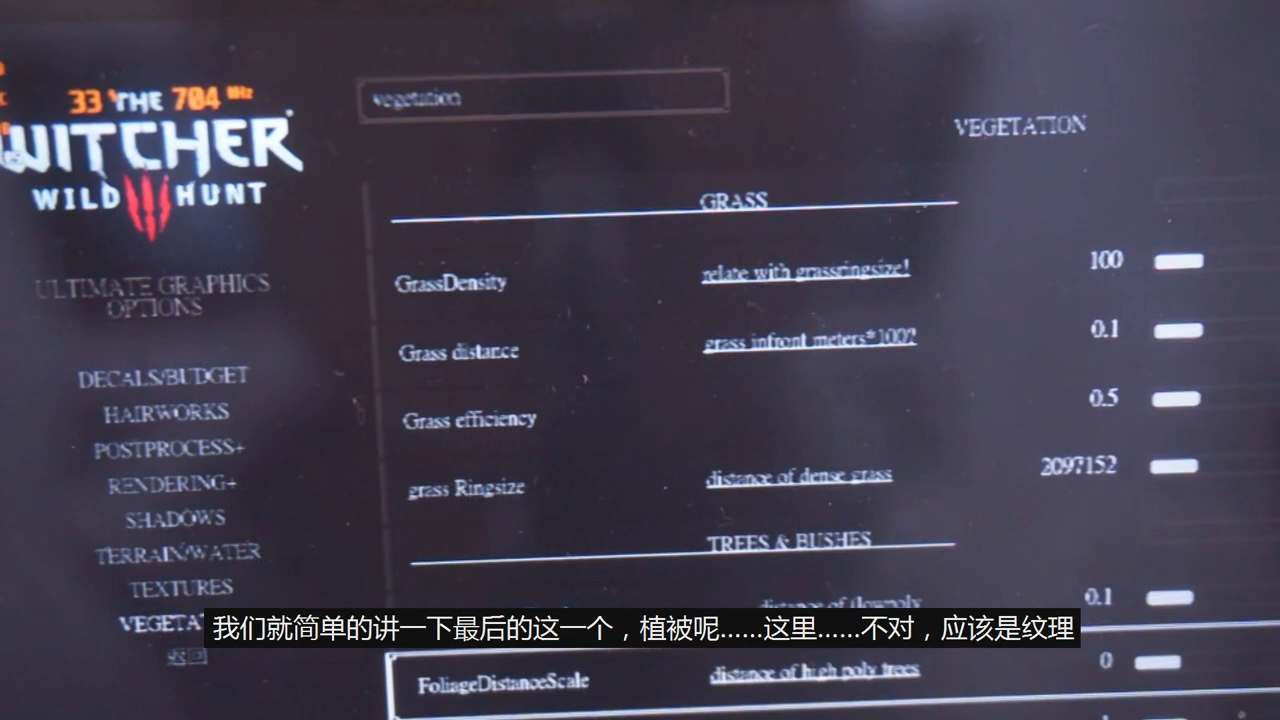 33 THE 704 MHz
WITCHER
WILD HUNT
vegetation
VEGETATION
GRASS
GrassDensity relate with grassringsize! 100
Grass distance grass infront meters*100? 0.1
Grass efficiency 0.5
grass Ringsize distance of dense grass 2097152
TREES & BUSHES
distance of flowpoly 0.1
FoliageDistanceScale distance of high poly trees 0
ULTIMATE GRAPHICS
OPTIONS
DECALS/BUDGET
HAIRWORKS
POSTPROCESS+
RENDERING+
SHADOWS
TERRAIN/WATER
TEXTURES
VEGETA
返回
我们就简单的讲一下最后的这一个，植被呢……这里……不对，应该是纹理